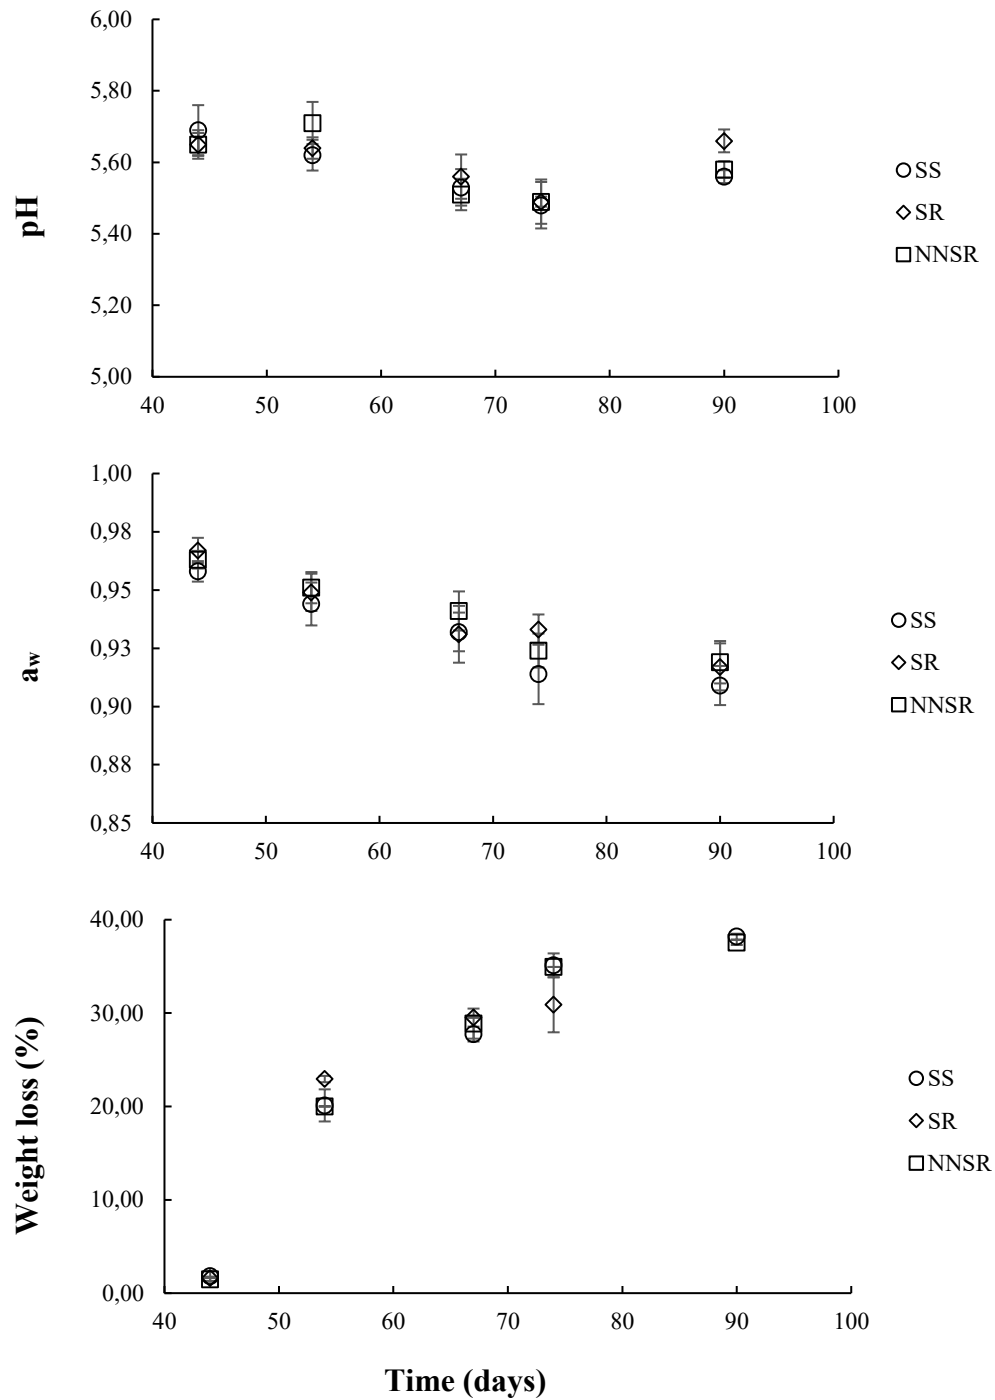 6,00
5,80
5,60
5,40
5,20
5,00
pH
40 50 60 70 80 90 100
SS
SR
NNSR
1,00
0,98
0,95
0,93
0,90
0,88
0,85
aw
40 50 60 70 80 90 100
SS
SR
NNSR
40,00
30,00
20,00
10,00
0,00
Weight loss (%)
40 50 60 70 80 90 100
SS
SR
NNSR
Time (days)